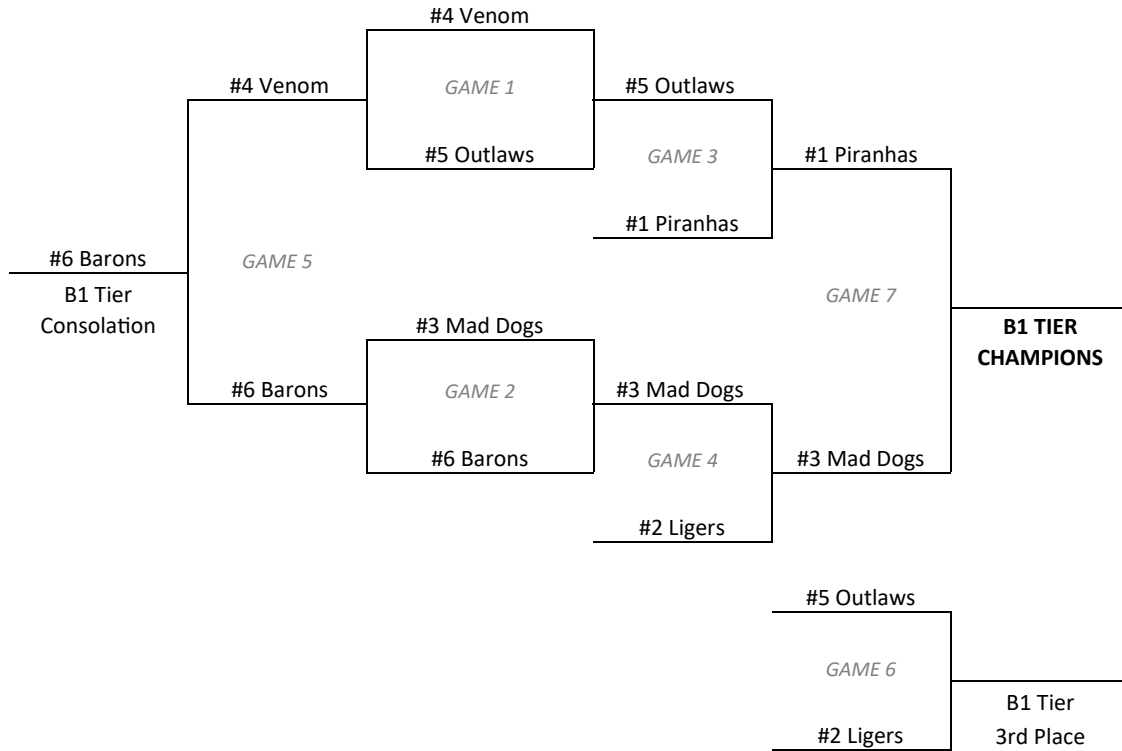 #4 Venom
#4 Venom
GAME 1
#5 Outlaws
#5 Outlaws
GAME 3
#1 Piranhas
#1 Piranhas
#6 Barons
GAME 5
B1 Tier
Consolation
GAME 7
#3 Mad Dogs
B1 TIER
CHAMPIONS
#6 Barons
GAME 2
#3 Mad Dogs
#6 Barons
GAME 4
#3 Mad Dogs
#2 Ligers
#5 Outlaws
GAME 6
B1 Tier
3rd Place
#2 Ligers